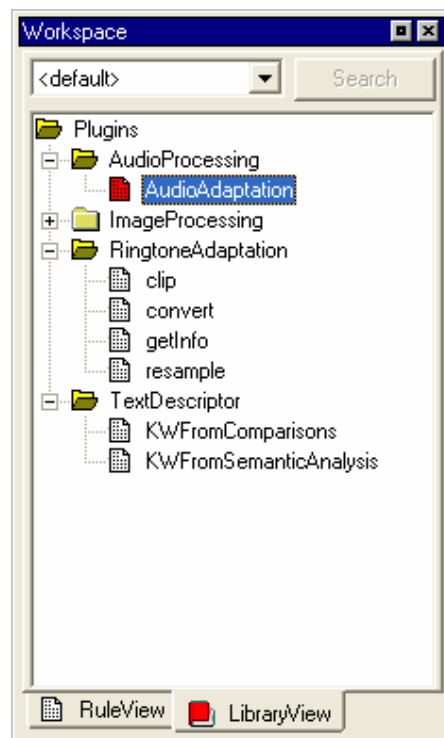 Workspace
<default> Search
Plugins
AudioProcessing
AudioAdaptation
ImageProcessing
RingtoneAdaptation
clip
convert
getInfo
resample
TextDescriptor
KWFromComparisons
KWFromSemanticAnalysis
RuleView LibraryView